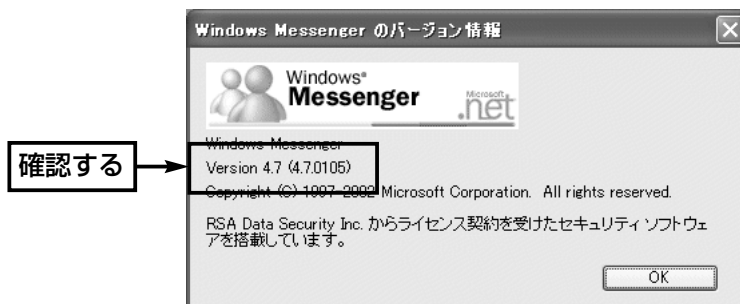 Windows Messenger のバージョン情報
Windows®
Messenger
Microsoft
.net
確認する
Windows Messenger
Version 4.7 (4.7.0105)
Copyright (C) 1997-2002 Microsoft Corporation. All rights reserved.
RSA Data Security Inc. からライセンス契約を受けたセキュリティ ソフトウェ
アを搭載しています。
OK